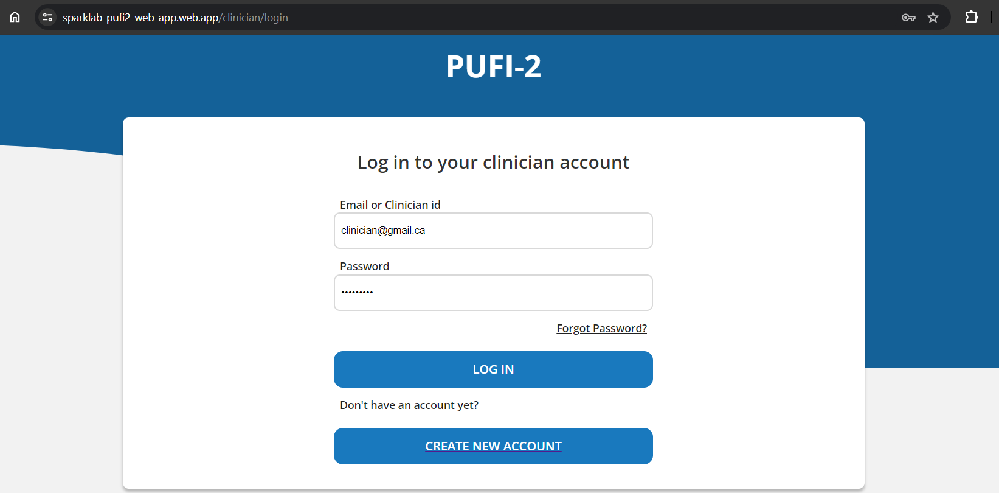 sparklab-pufi2-web-app.web.app/clinician/login
PUFI-2
Log in to your clinician account
Email or Clinician id
clinician@gmail.ca
Password
•••••••••
Forgot Password?
LOG IN
Don't have an account yet?
CREATE NEW ACCOUNT